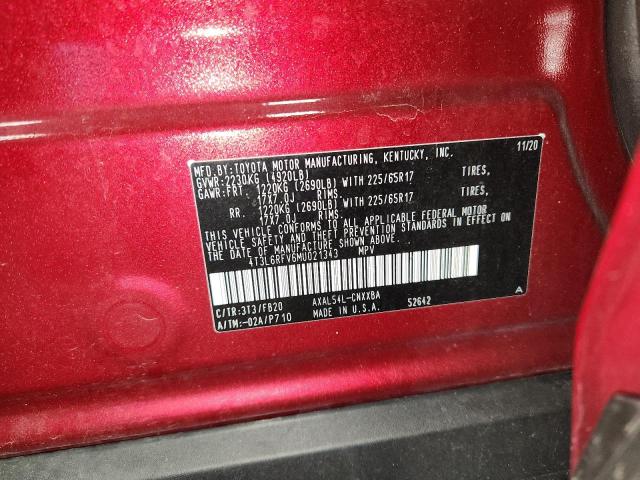 MFD.BY:TOYOTA MOTOR MANUFACTURING, KENTUCKY, INC. 11/20
GVWR:2230KG (4920LB)
GAWR:FRT. 1220KG (2690LB) WITH 225/65R17 TIRES,
17X7.0J RIMS.
RR. 1220KG (2690LB) WITH 225/65R17 TIRES,
17X7.0J RIMS.
THIS VEHICLE CONFORMS TO ALL APPLICABLE FEDERAL MOTOR
VEHICLE SAFETY AND THEFT PREVENTION STANDARDS IN EFFECT ON
THE DATE OF MANUFACTURE SHOWN ABOVE.
4T3L6RFV6MU021343 MPV
C/TR:3T3/FB20 AXAL54L-CNXXBA 52642 A
A/TM:-02A/P710 MADE IN U.S.A.